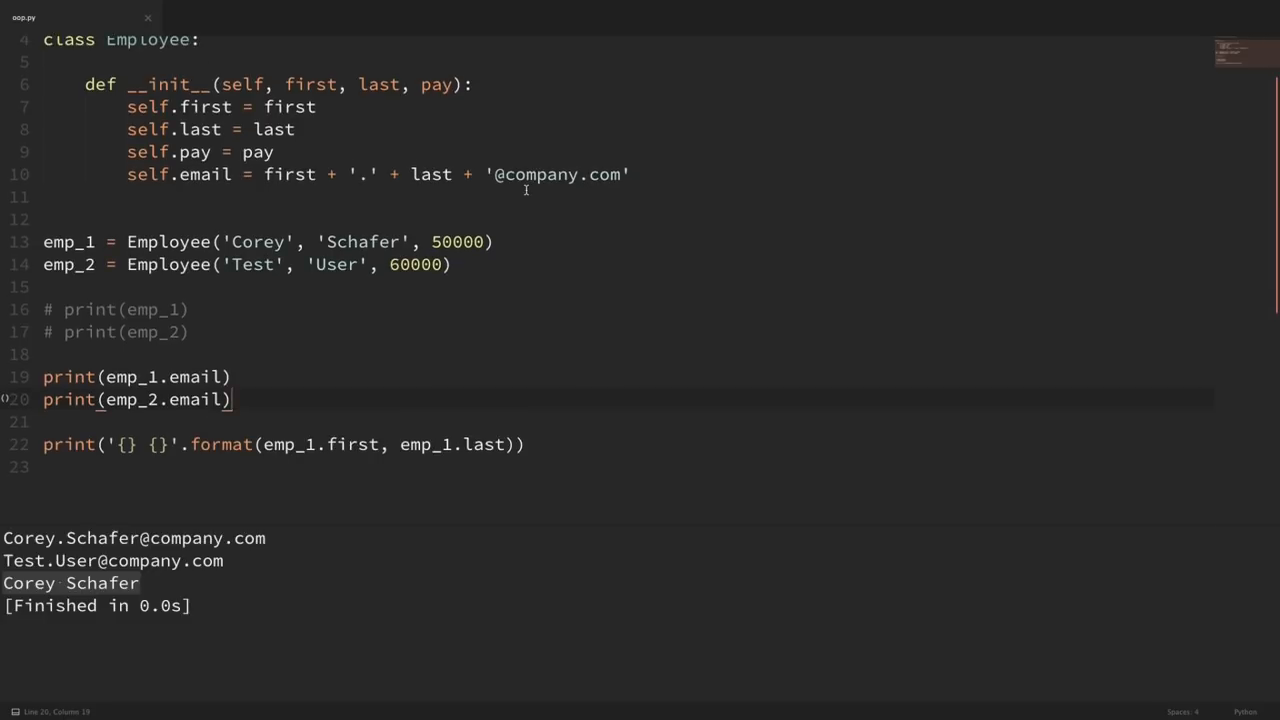 oop.py ×
4 class Employee:
5
6     def __init__(self, first, last, pay):
7         self.first = first
8         self.last = last
9         self.pay = pay
10         self.email = first + '.' + last + '@company.com'
11
12
13 emp_1 = Employee('Corey', 'Schafer', 50000)
14 emp_2 = Employee('Test', 'User', 60000)
15
16 # print(emp_1)
17 # print(emp_2)
18
19 print(emp_1.email)
20 print(emp_2.email)
21
22 print('{} {}'.format(emp_1.first, emp_1.last))
23
Corey.Schafer@company.com
Test.User@company.com
Corey Schafer
[Finished in 0.0s]
Line 20, Column 19 Spaces: 4 Python